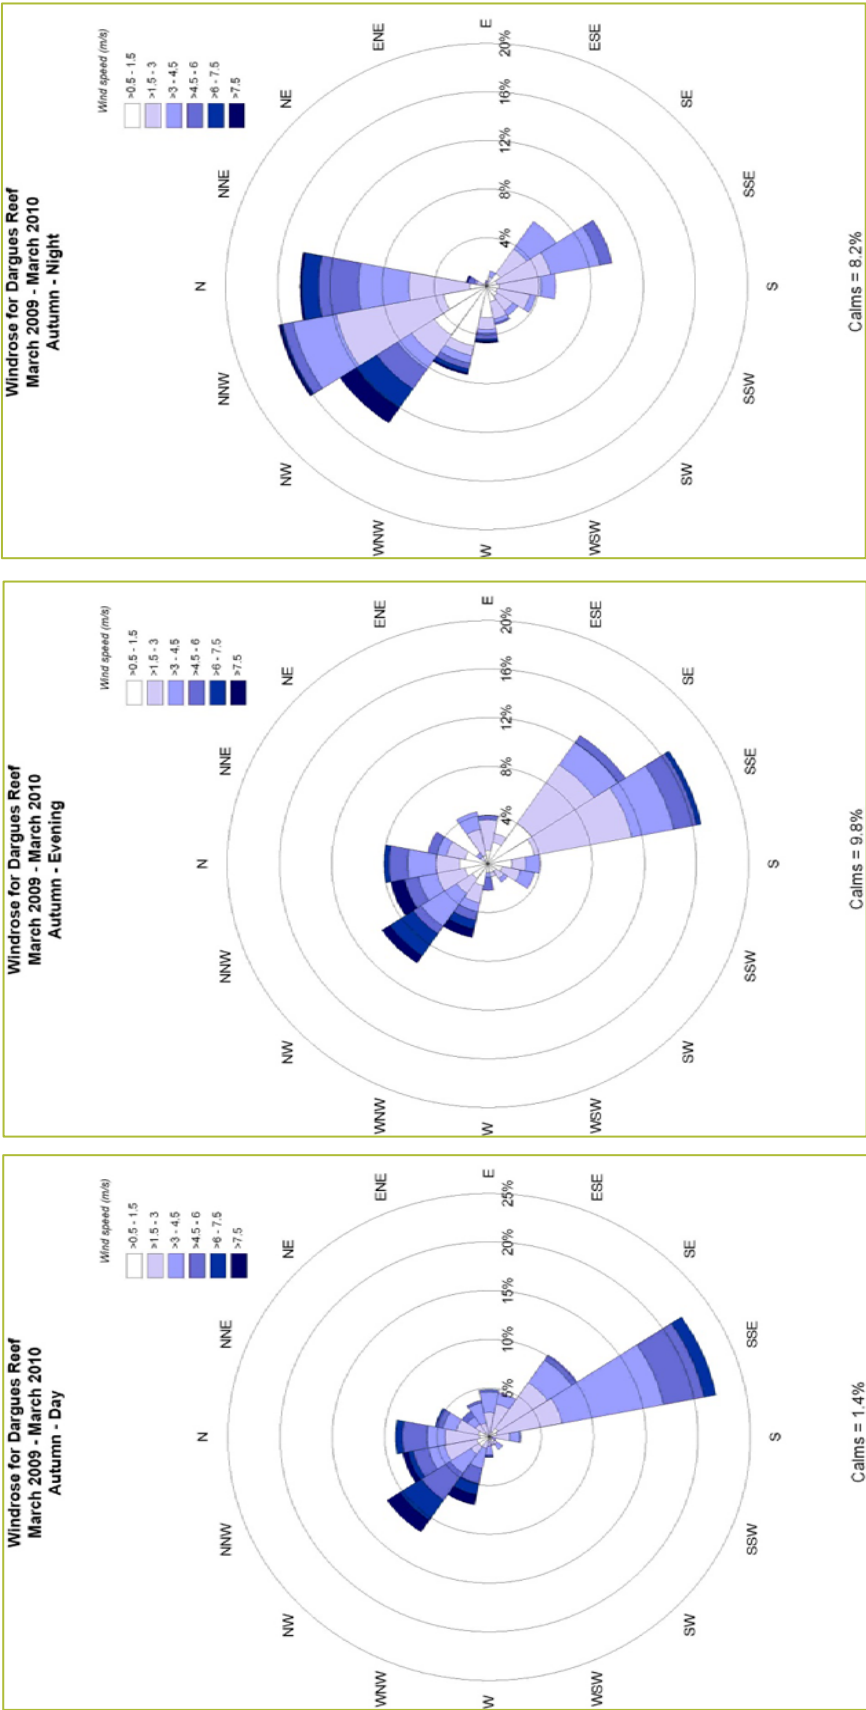 Windrose for Dargues Reef
March 2009 - March 2010
Autumn - Night
Wind speed (m/s)
>0.5 - 1.5
>1.5 - 3
>3 - 4.5
>4.5 - 6
>6 - 7.5
>7.5
N
NNE
NE
ENE
E
ESE
SE
SSE
S
SSW
SW
WSW
W
WNW
NW
NNW
4%
8%
12%
16%
20%
Calms = 8.2%
Windrose for Dargues Reef
March 2009 - March 2010
Autumn - Evening
Wind speed (m/s)
>0.5 - 1.5
>1.5 - 3
>3 - 4.5
>4.5 - 6
>6 - 7.5
>7.5
N
NNE
NE
ENE
E
ESE
SE
SSE
S
SSW
SW
WSW
W
WNW
NW
NNW
4%
8%
12%
16%
20%
Calms = 9.8%
Windrose for Dargues Reef
March 2009 - March 2010
Autumn - Day
Wind speed (m/s)
>0.5 - 1.5
>1.5 - 3
>3 - 4.5
>4.5 - 6
>6 - 7.5
>7.5
N
NNE
NE
ENE
E
ESE
SE
SSE
S
SSW
SW
WSW
W
WNW
NW
NNW
5%
10%
15%
20%
25%
Calms = 1.4%